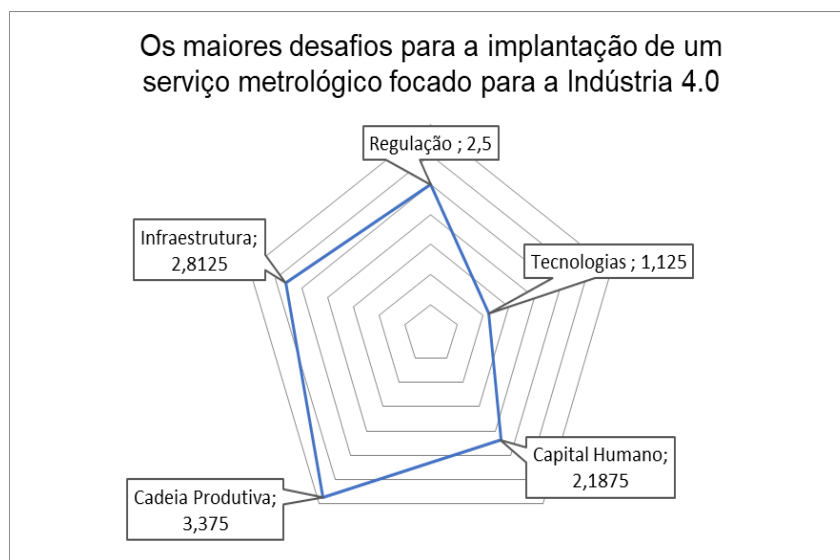 Os maiores desafios para a implantação de um
serviço metrológico focado para a Indústria 4.0
Regulação ; 2,5
Tecnologias ; 1,125
Capital Humano;
2,1875
Cadeia Produtiva;
3,375
Infraestrutura;
2,8125